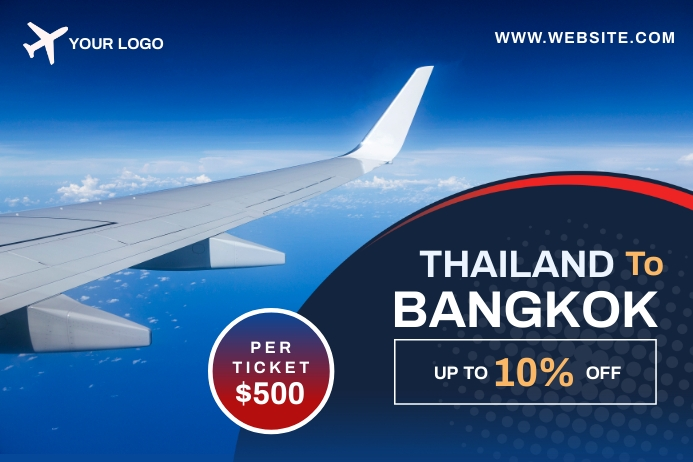 YOUR LOGO
WWW.WEBSITE.COM
THAILAND To
BANGKOK
UP TO 10% OFF
PER
TICKET
$500